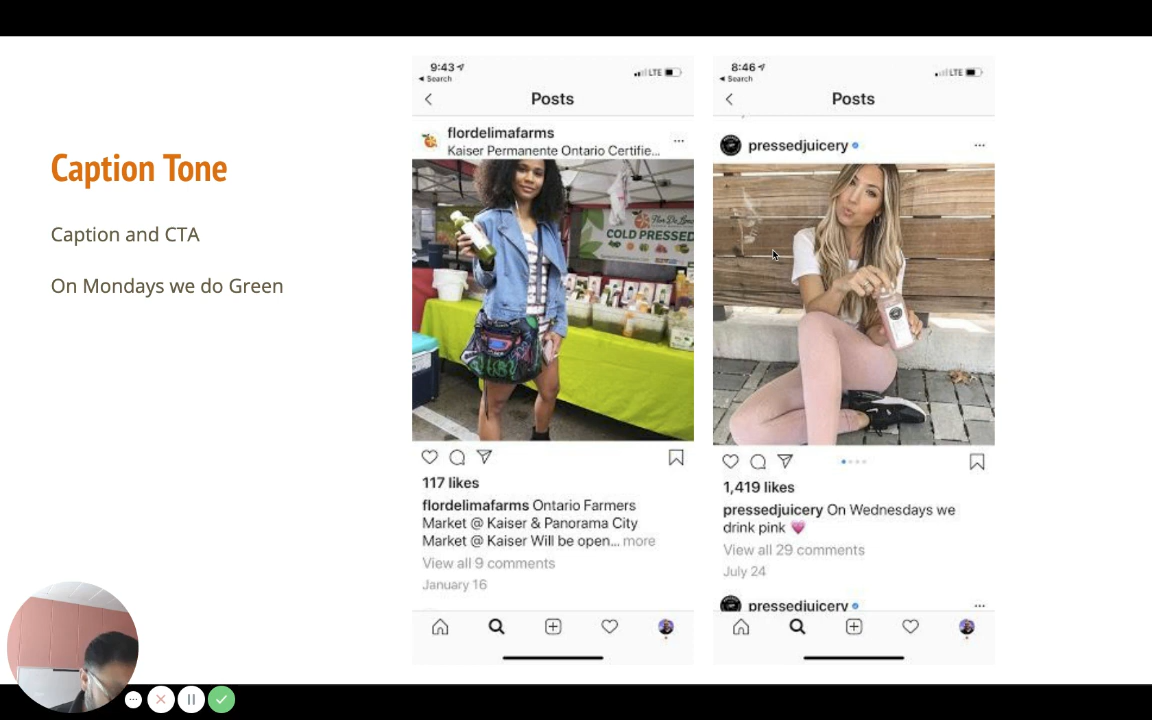 Caption Tone
Caption and CTA
On Mondays we do Green
9:43
LTE
Search
Posts
flordelimafarms
Kaiser Permanente Ontario Certifie...
COLD PRESSED
117 likes
flordelimafarms Ontario Farmers
Market @ Kaiser & Panorama City
Market @ Kaiser Will be open... more
View all 9 comments
January 16
8:46
LTE
Search
Posts
pressedjuicery
1,419 likes
pressedjuicery On Wednesdays we
drink pink 💗
View all 29 comments
July 24
pressedjuicery